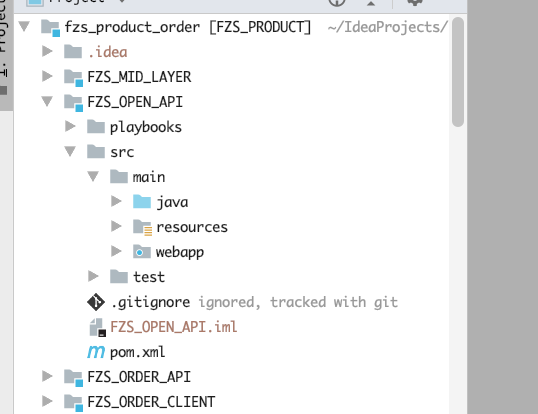 1: Project
Project
fzs_product_order [FZS_PRODUCT] ~/IdeaProjects/
.idea
FZS_MID_LAYER
FZS_OPEN_API
playbooks
src
main
java
resources
webapp
test
.gitignore ignored, tracked with git
FZS_OPEN_API.iml
pom.xml
FZS_ORDER_API
FZS_ORDER_CLIENT